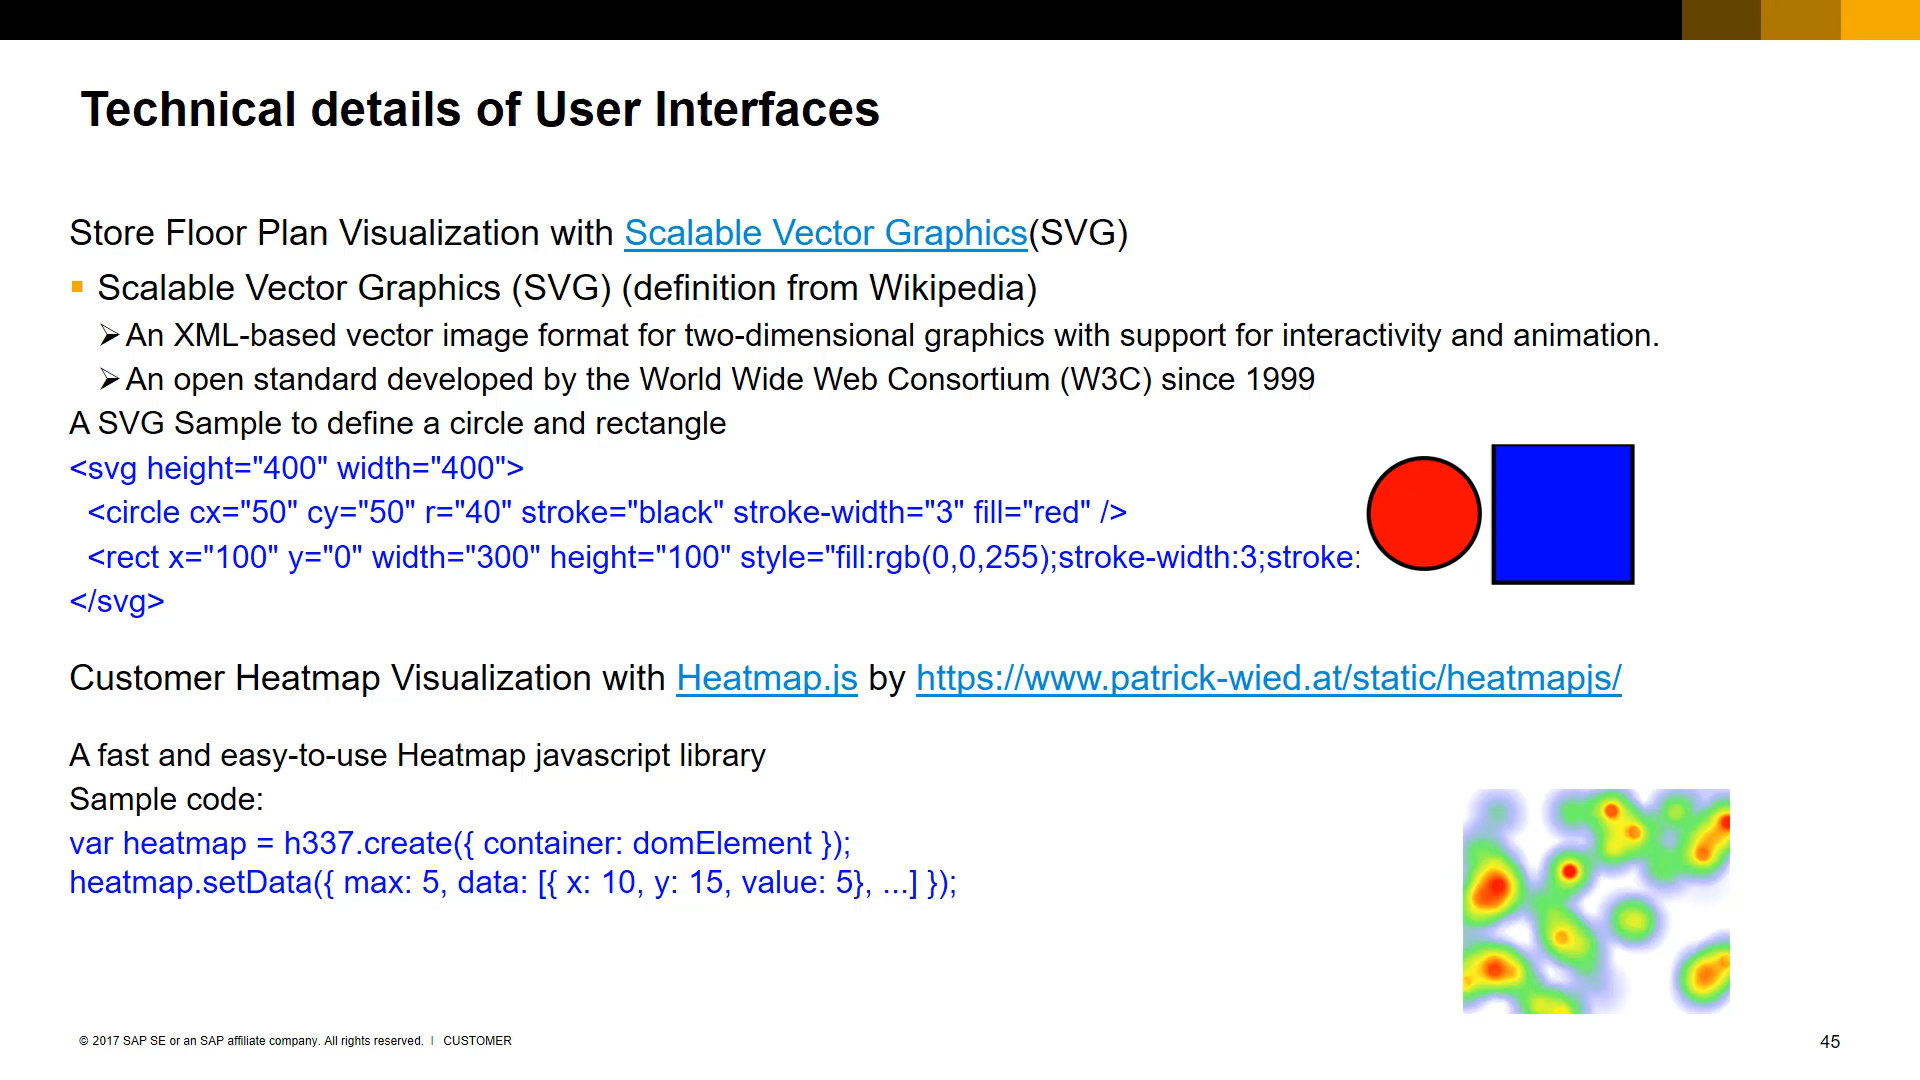 Technical details of User Interfaces
Store Floor Plan Visualization with Scalable Vector Graphics(SVG)
Scalable Vector Graphics (SVG) (definition from Wikipedia)
An XML-based vector image format for two-dimensional graphics with support for interactivity and animation.
An open standard developed by the World Wide Web Consortium (W3C) since 1999
A SVG Sample to define a circle and rectangle
<svg height="400" width="400">
<circle cx="50" cy="50" r="40" stroke="black" stroke-width="3" fill="red" />
<rect x="100" y="0" width="300" height="100" style="fill:rgb(0,0,255);stroke-width:3;stroke:
</svg>
Customer Heatmap Visualization with Heatmap.js by https://www.patrick-wied.at/static/heatmapjs/
A fast and easy-to-use Heatmap javascript library
Sample code:
var heatmap = h337.create({ container: domElement });
heatmap.setData({ max: 5, data: [{ x: 10, y: 15, value: 5}, ...] });
© 2017 SAP SE or an SAP affiliate company. All rights reserved. | CUSTOMER
45